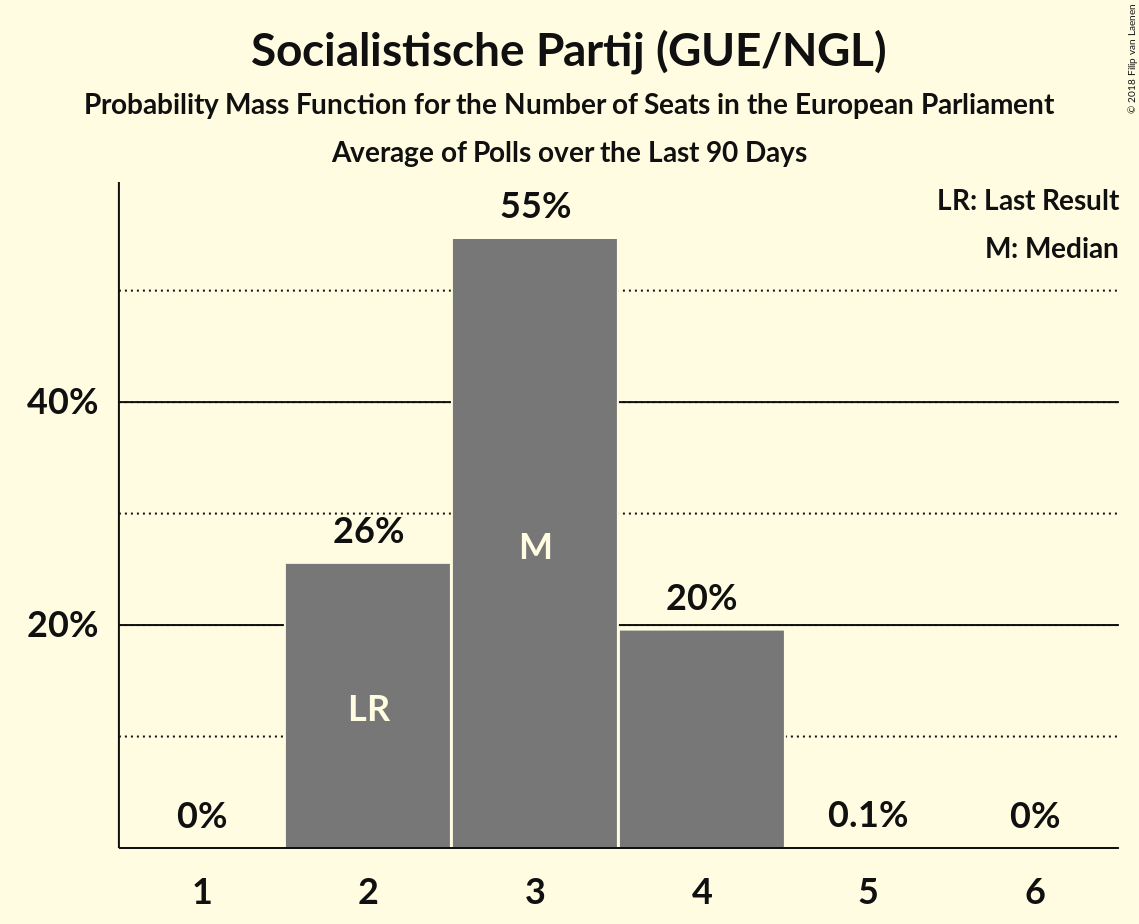 Socialistische Partij (GUE/NGL)
Probability Mass Function for the Number of Seats in the European Parliament
Average of Polls over the Last 90 Days
© 2018 Filip van Laenen
LR: Last Result
M: Median
55%
40%
26%
M
20%
20%
LR
0%
0.1%
0%
1 2 3 4 5 6